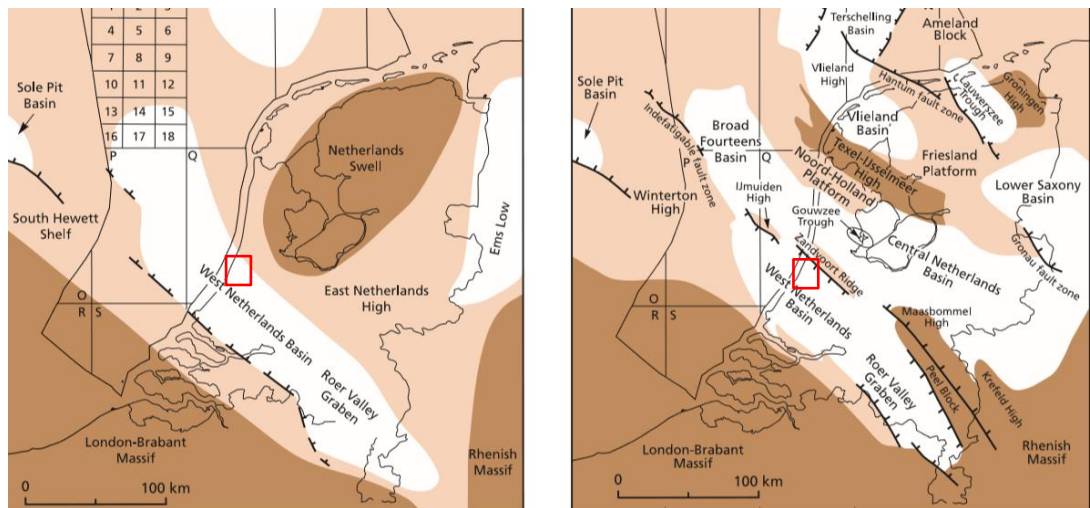 4 5 6
7 8 9
10 11 12
13 14 15
16 17 18
Sole Pit
Basin
P
Q
Netherlands
Swell
South Hewett
Shelf
Ems Low
West Netherlands Basin
East Netherlands
High
O
R S
Roer Valley
Graben
London-Brabant
Massif
Rhenish
Massif
0 100 km
Terschelling
Basin
Ameland
Block
Vlieland
High
Hantum fault zone
Lauwerszee
Trough
Groningen
High
Sole Pit
Basin
Indefatigable fault zone
Broad
Fourteens
Basin
P
Q
Vlieland
Basin
Texel-IJsselmeer
High
Friesland
Platform
Noord-Holland
Platform
Winterton
High
IJmuiden
High
Gouwzee
Trough
Lower Saxony
Basin
Zandvoort Ridge
Central Netherlands
Basin
Gronau fault zone
West Netherlands
Basin
O
R S
Maasbommel
High
Roer Valley
Graben
Peel Block
Krefeld High
London-Brabant
Massif
Rhenish
Massif
0 100 km